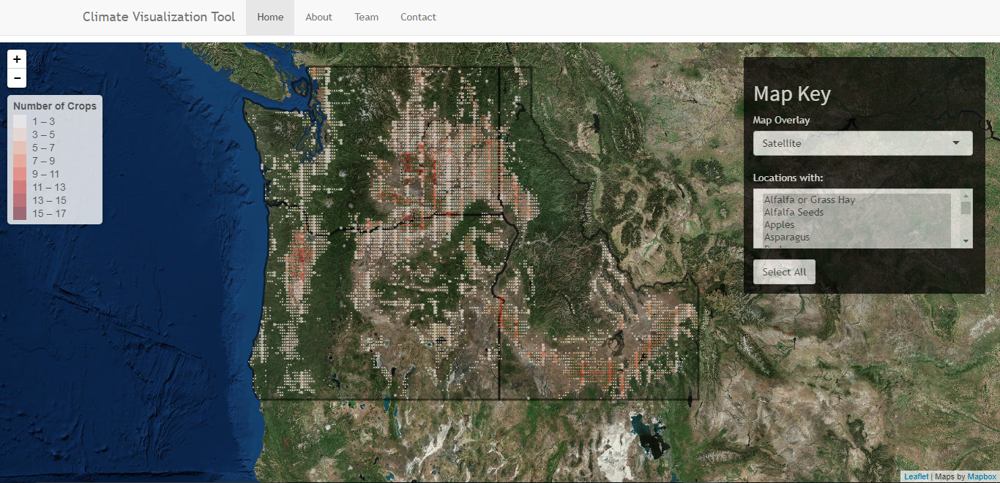 Climate Visualization Tool Home About Team Contact
+
−
Number of Crops
1 – 3
3 – 5
5 – 7
7 – 9
9 – 11
11 – 13
13 – 15
15 – 17
Map Key
Map Overlay
Satellite
Locations with:
Alfalfa or Grass Hay
Alfalfa Seeds
Apples
Asparagus
Select All
Leaflet | Maps by Mapbox